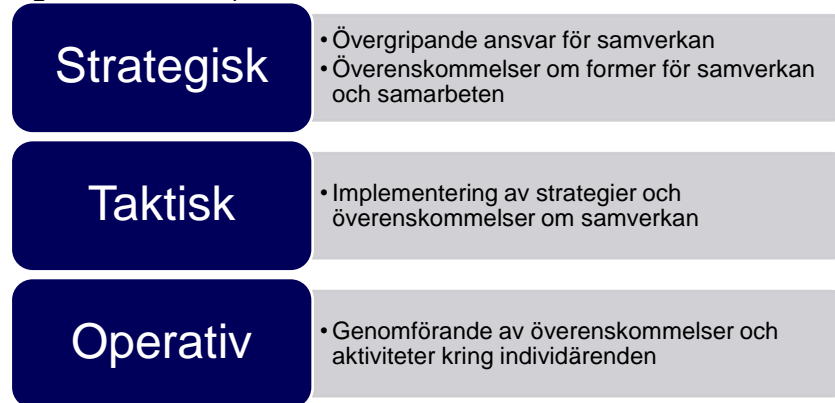 Strategisk
• Övergripande ansvar för samverkan
• Överenskommelser om former för samverkan
och samarbeten
Taktisk
• Implementering av strategier och
överenskommelser om samverkan
Operativ
• Genomförande av överenskommelser och
aktiviteter kring individärenden